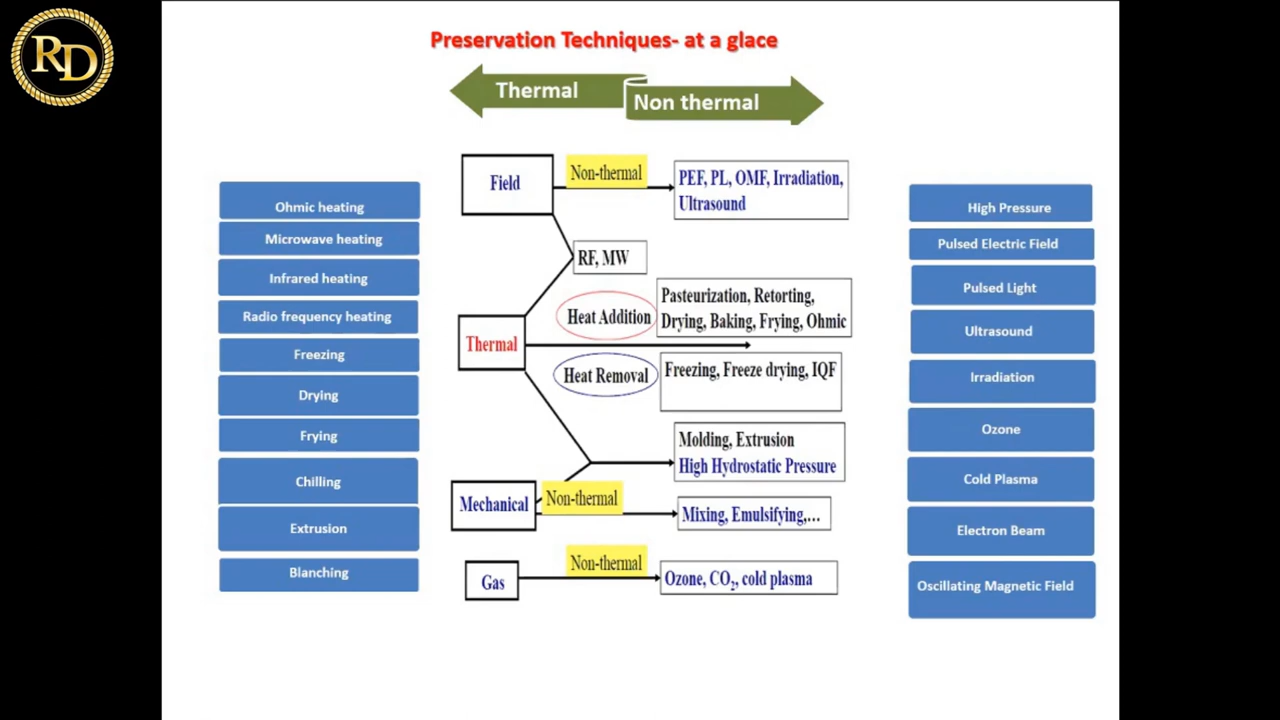 RD
Preservation Techniques- at a glace
Thermal
Non thermal
Ohmic heating
Microwave heating
Infrared heating
Radio frequency heating
Freezing
Drying
Frying
Chilling
Extrusion
Blanching
Field
Non-thermal
PEF, PL, OMF, Irradiation,
Ultrasound
RF, MW
Thermal
Heat Addition
Pasteurization, Retorting,
Drying, Baking, Frying, Ohmic
Heat Removal
Freezing, Freeze drying, IQF
Molding, Extrusion
High Hydrostatic Pressure
Mechanical
Non-thermal
Mixing, Emulsifying,...
Gas
Non-thermal
Ozone, CO₂, cold plasma
High Pressure
Pulsed Electric Field
Pulsed Light
Ultrasound
Irradiation
Ozone
Cold Plasma
Electron Beam
Oscillating Magnetic Field